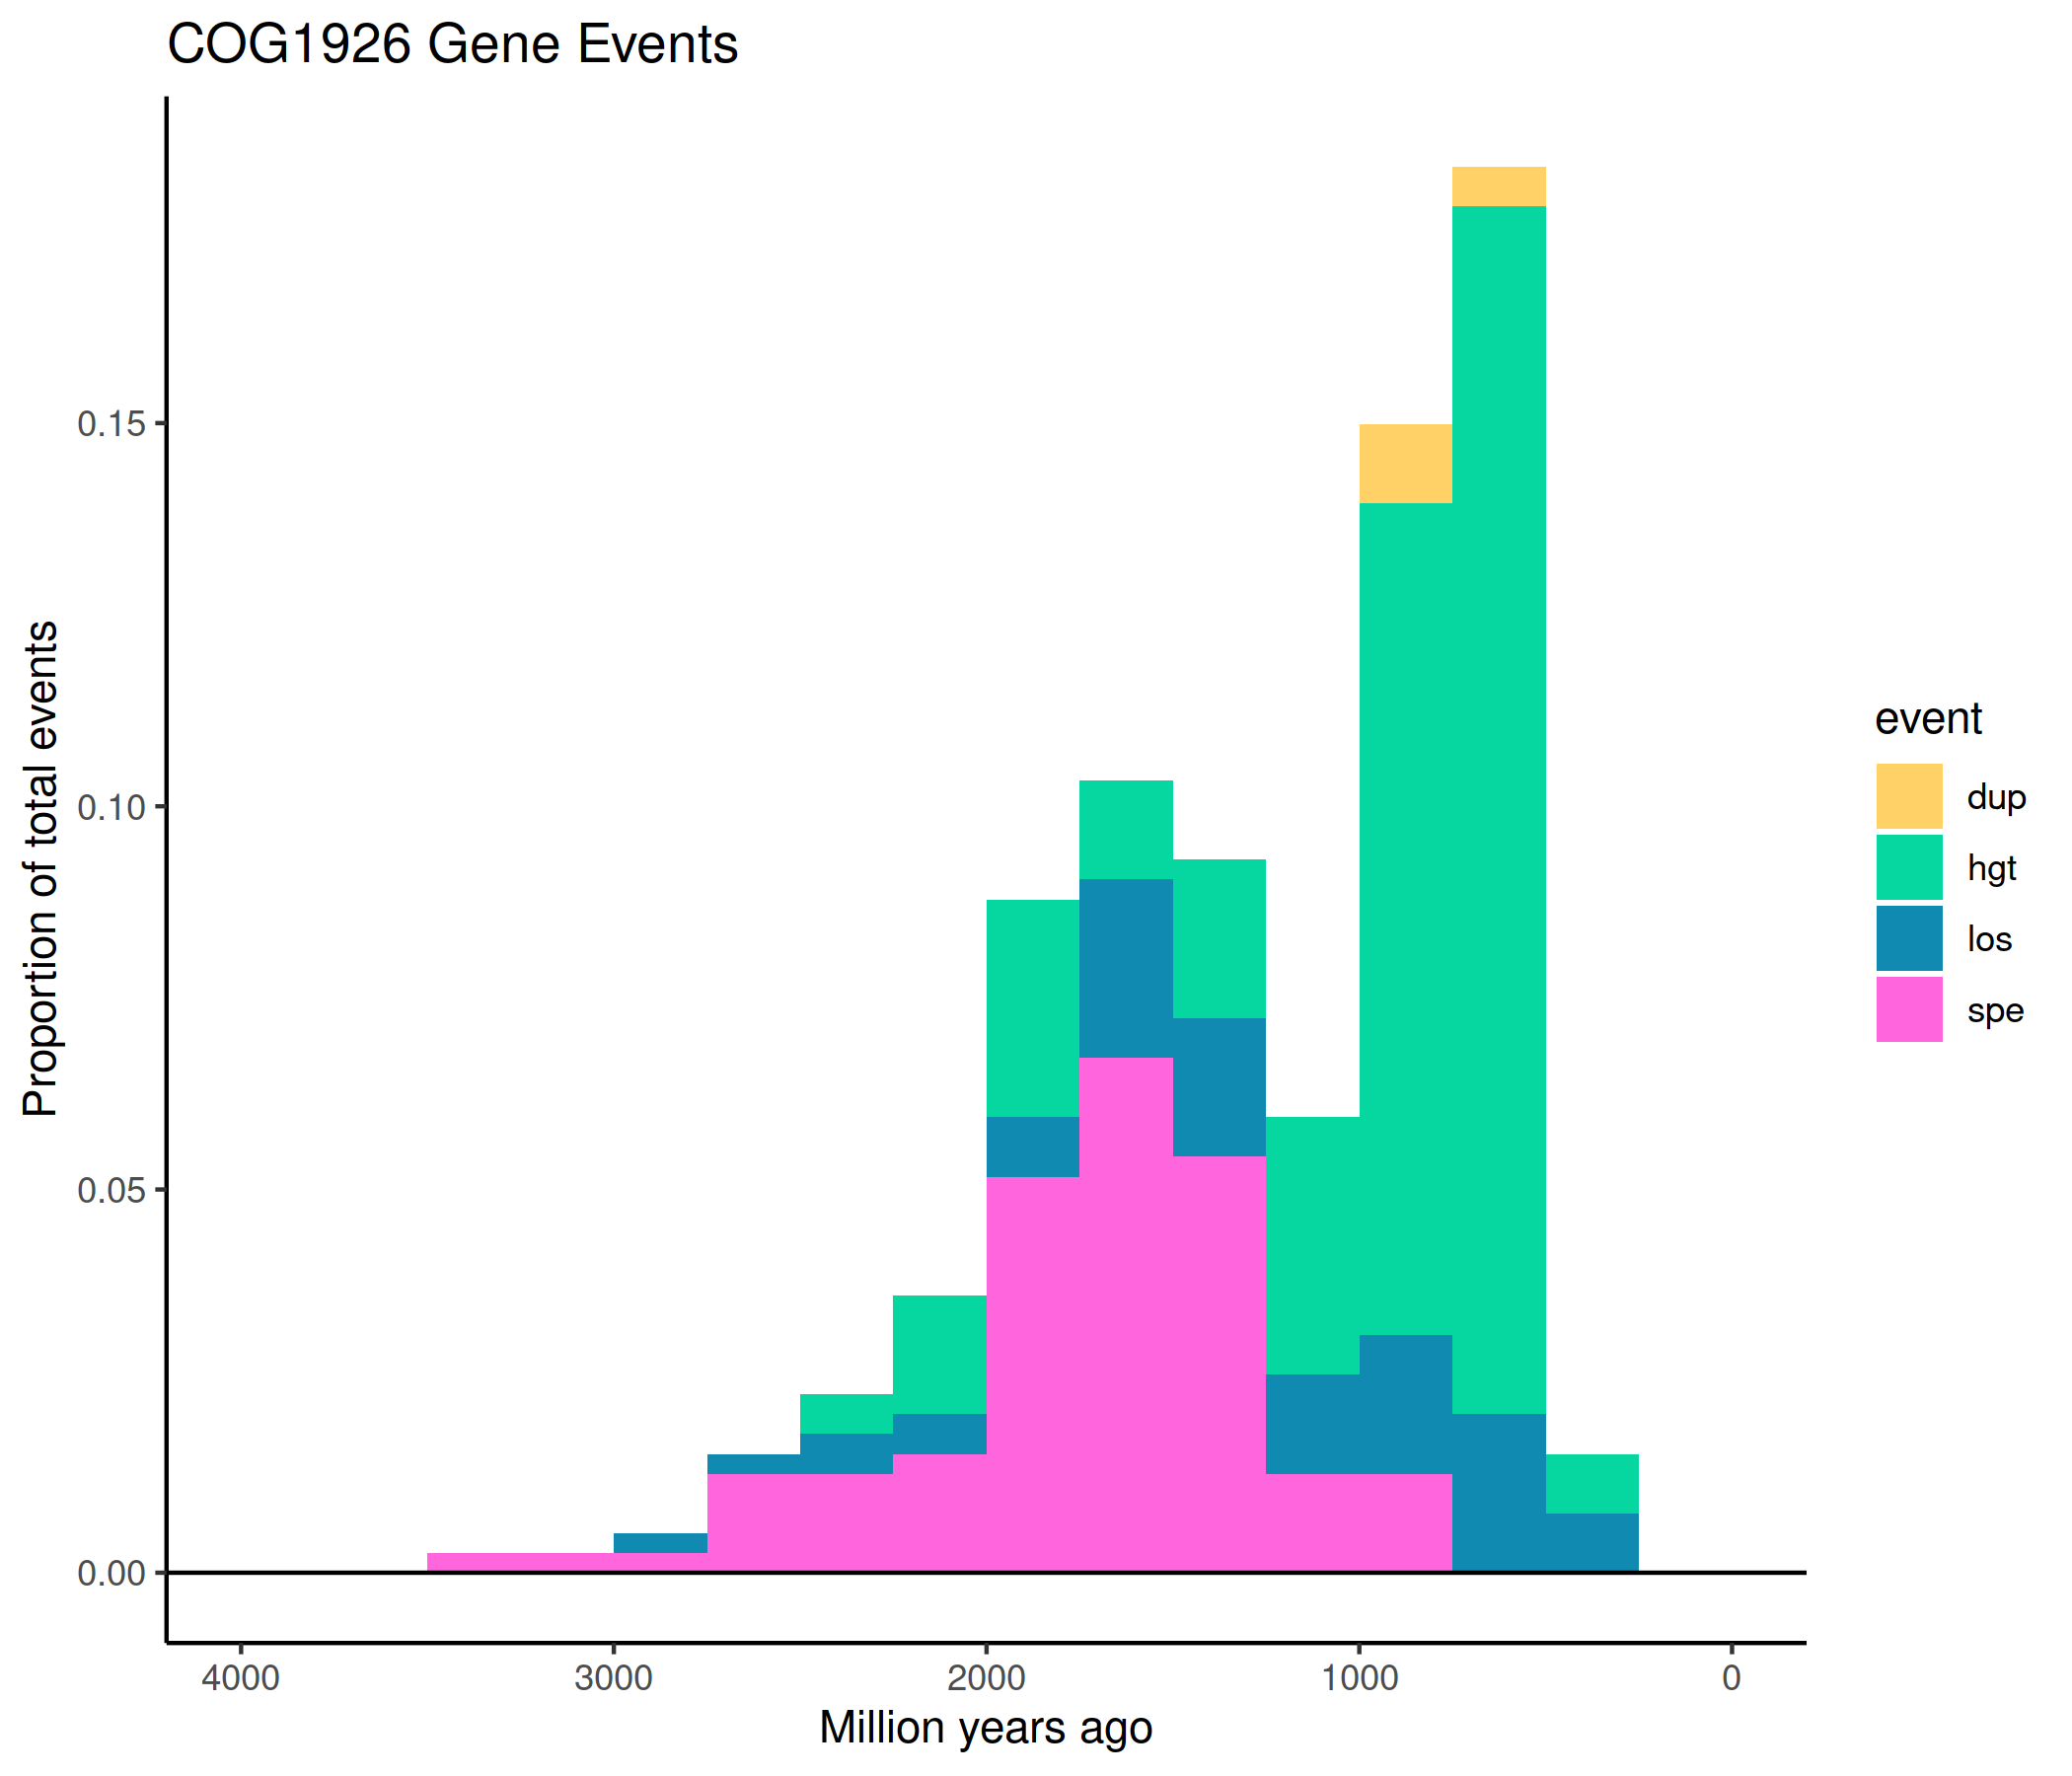 COG1926 Gene Events
Proportion of total events
0.15
0.10
0.05
0.00
4000 3000 2000 1000 0
Million years ago
event
dup
hgt
los
spe